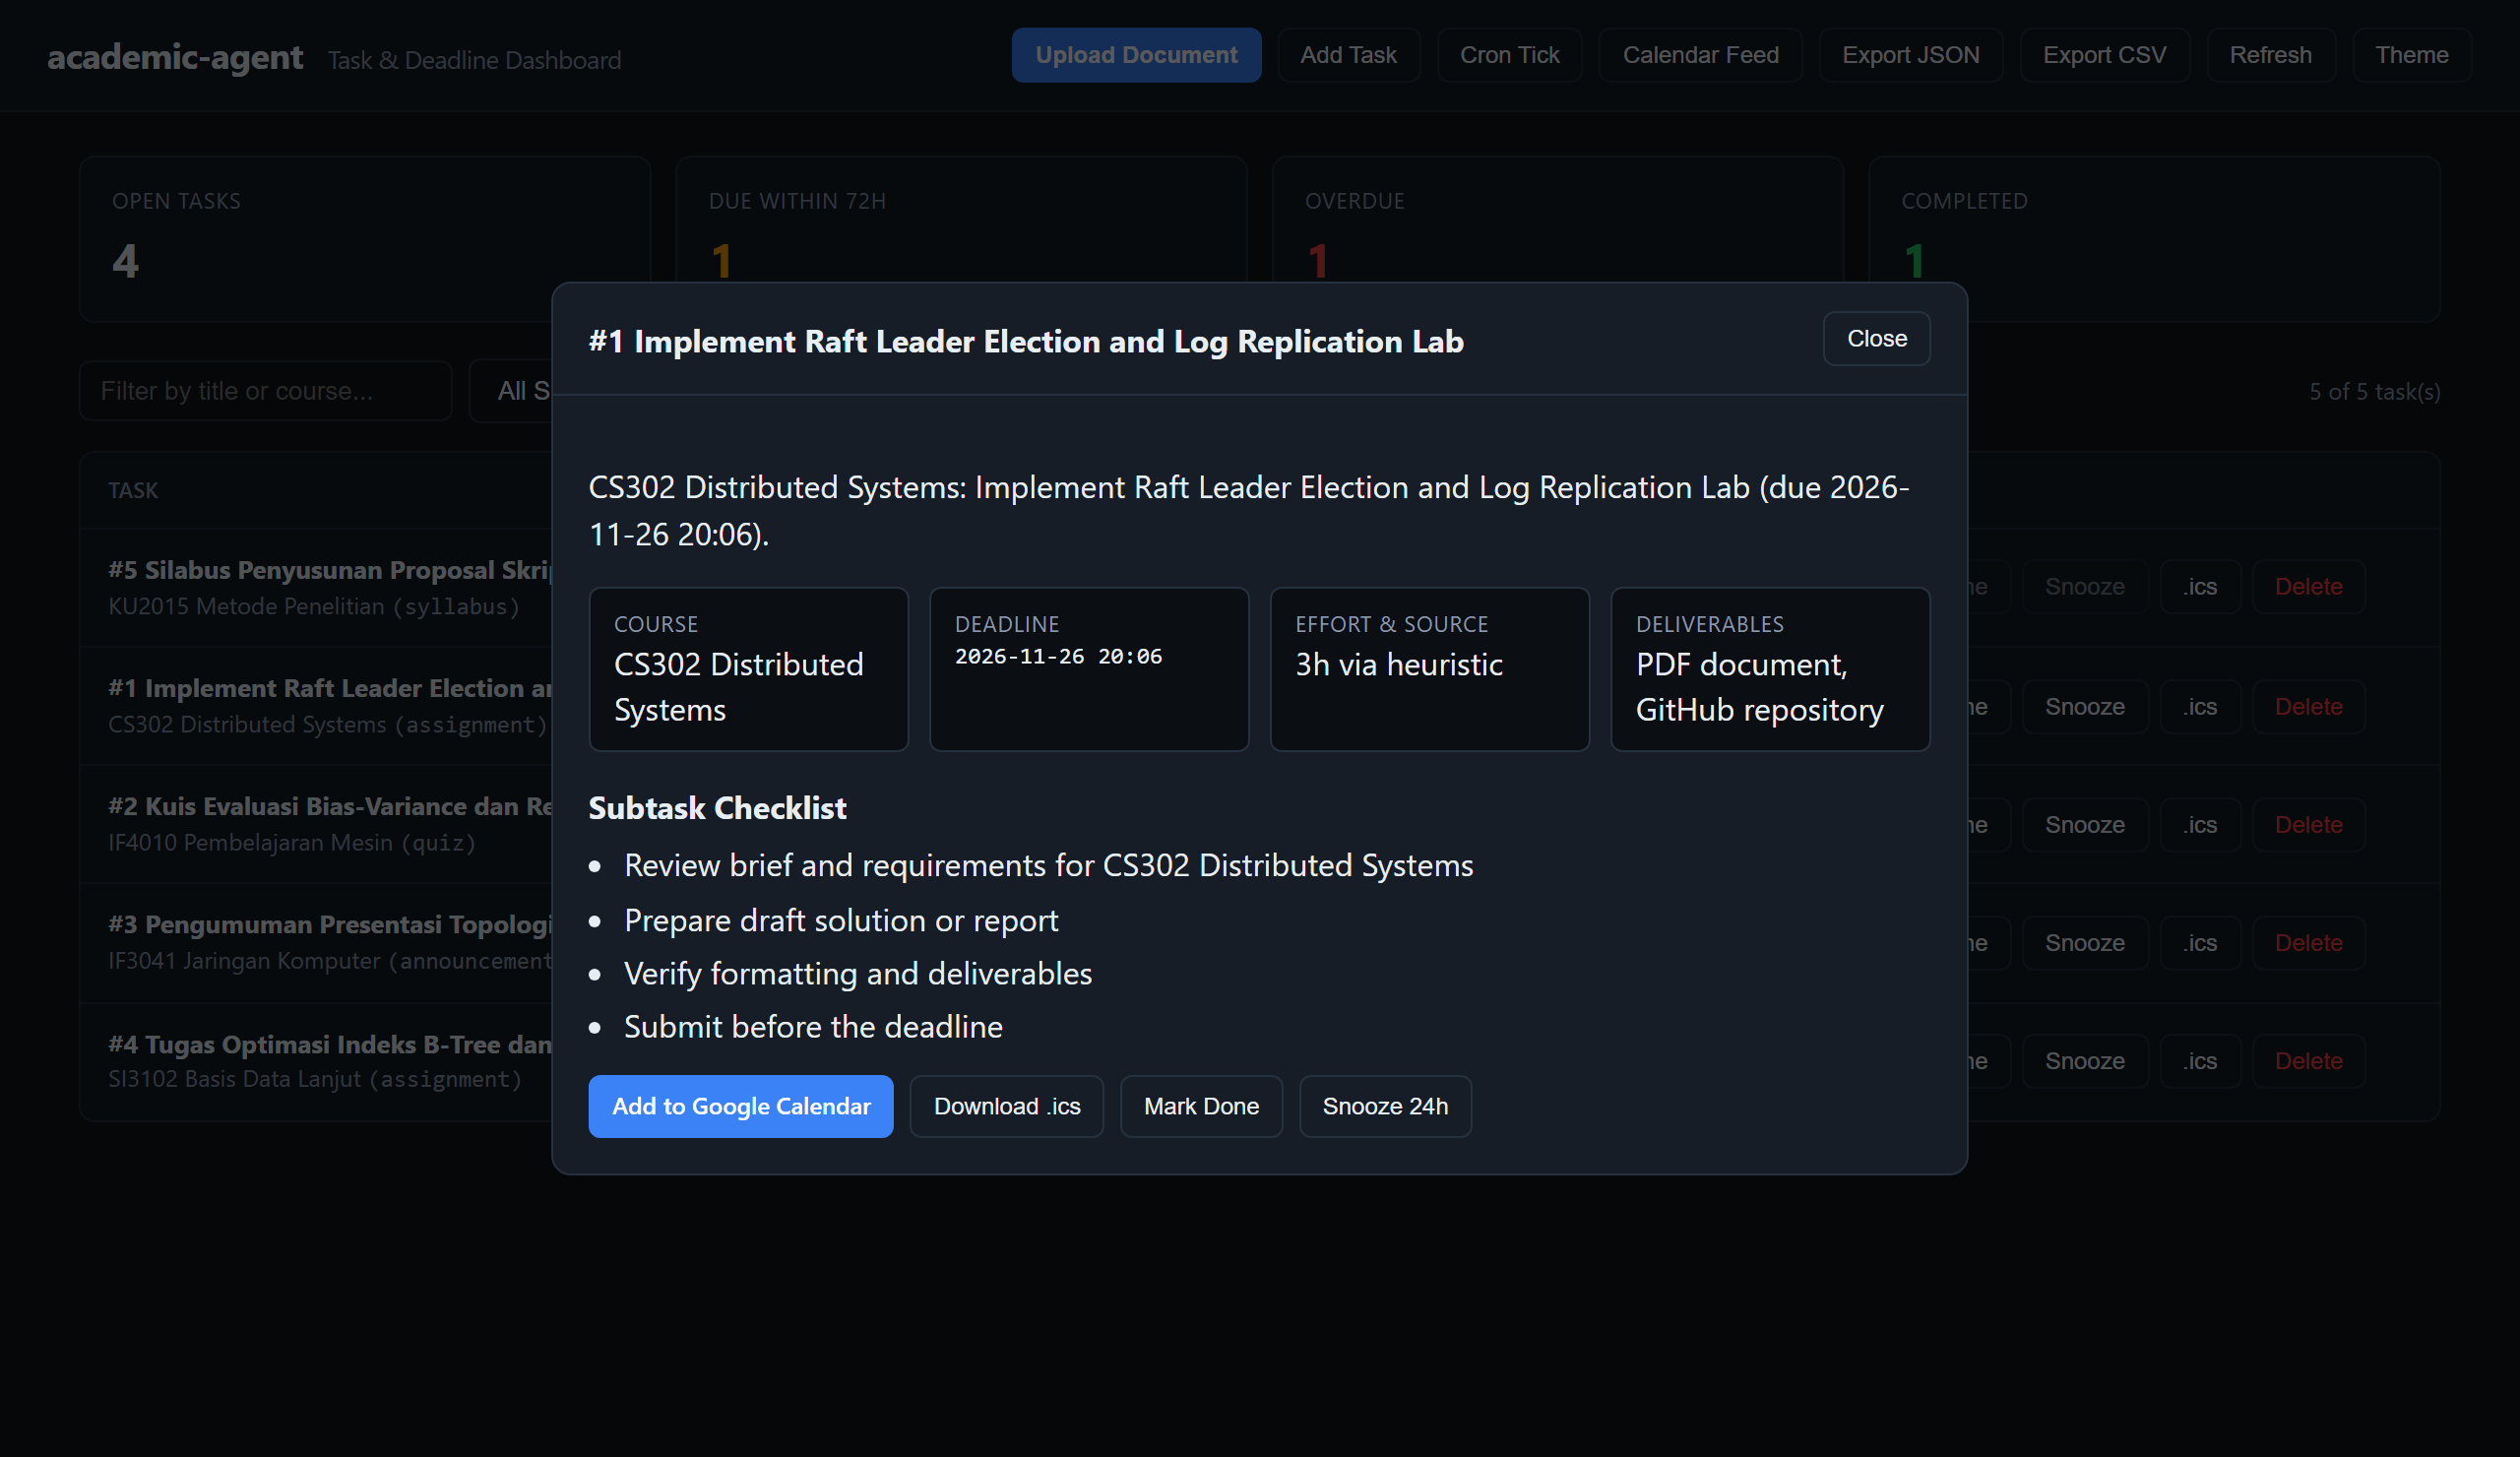 academic-agent Task & Deadline Dashboard
Upload Document Add Task Cron Tick Calendar Feed Export JSON Export CSV Refresh Theme
OPEN TASKS DUE WITHIN 72H OVERDUE COMPLETED
4 1 1 1
#1 Implement Raft Leader Election and Log Replication Lab Close
Filter by title or course... All S 5 of 5 task(s)
CS302 Distributed Systems: Implement Raft Leader Election and Log Replication Lab (due 2026-
11-26 20:06).
COURSE DEADLINE EFFORT & SOURCE DELIVERABLES
CS302 Distributed 2026-11-26 20:06 3h via heuristic PDF document,
Systems GitHub repository
Subtask Checklist
Review brief and requirements for CS302 Distributed Systems
Prepare draft solution or report
Verify formatting and deliverables
Submit before the deadline
Add to Google Calendar Download .ics Mark Done Snooze 24h
TASK
#5 Silabus Penyusunan Proposal Skrip
KU2015 Metode Penelitian (syllabus)
ne Snooze .ics Delete
#1 Implement Raft Leader Election an
CS302 Distributed Systems (assignment)
ne Snooze .ics Delete
#2 Kuis Evaluasi Bias-Variance dan Re
IF4010 Pembelajaran Mesin (quiz)
ne Snooze .ics Delete
#3 Pengumuman Presentasi Topologi
IF3041 Jaringan Komputer (announcement
ne Snooze .ics Delete
#4 Tugas Optimasi Indeks B-Tree dan
SI3102 Basis Data Lanjut (assignment)
ne Snooze .ics Delete